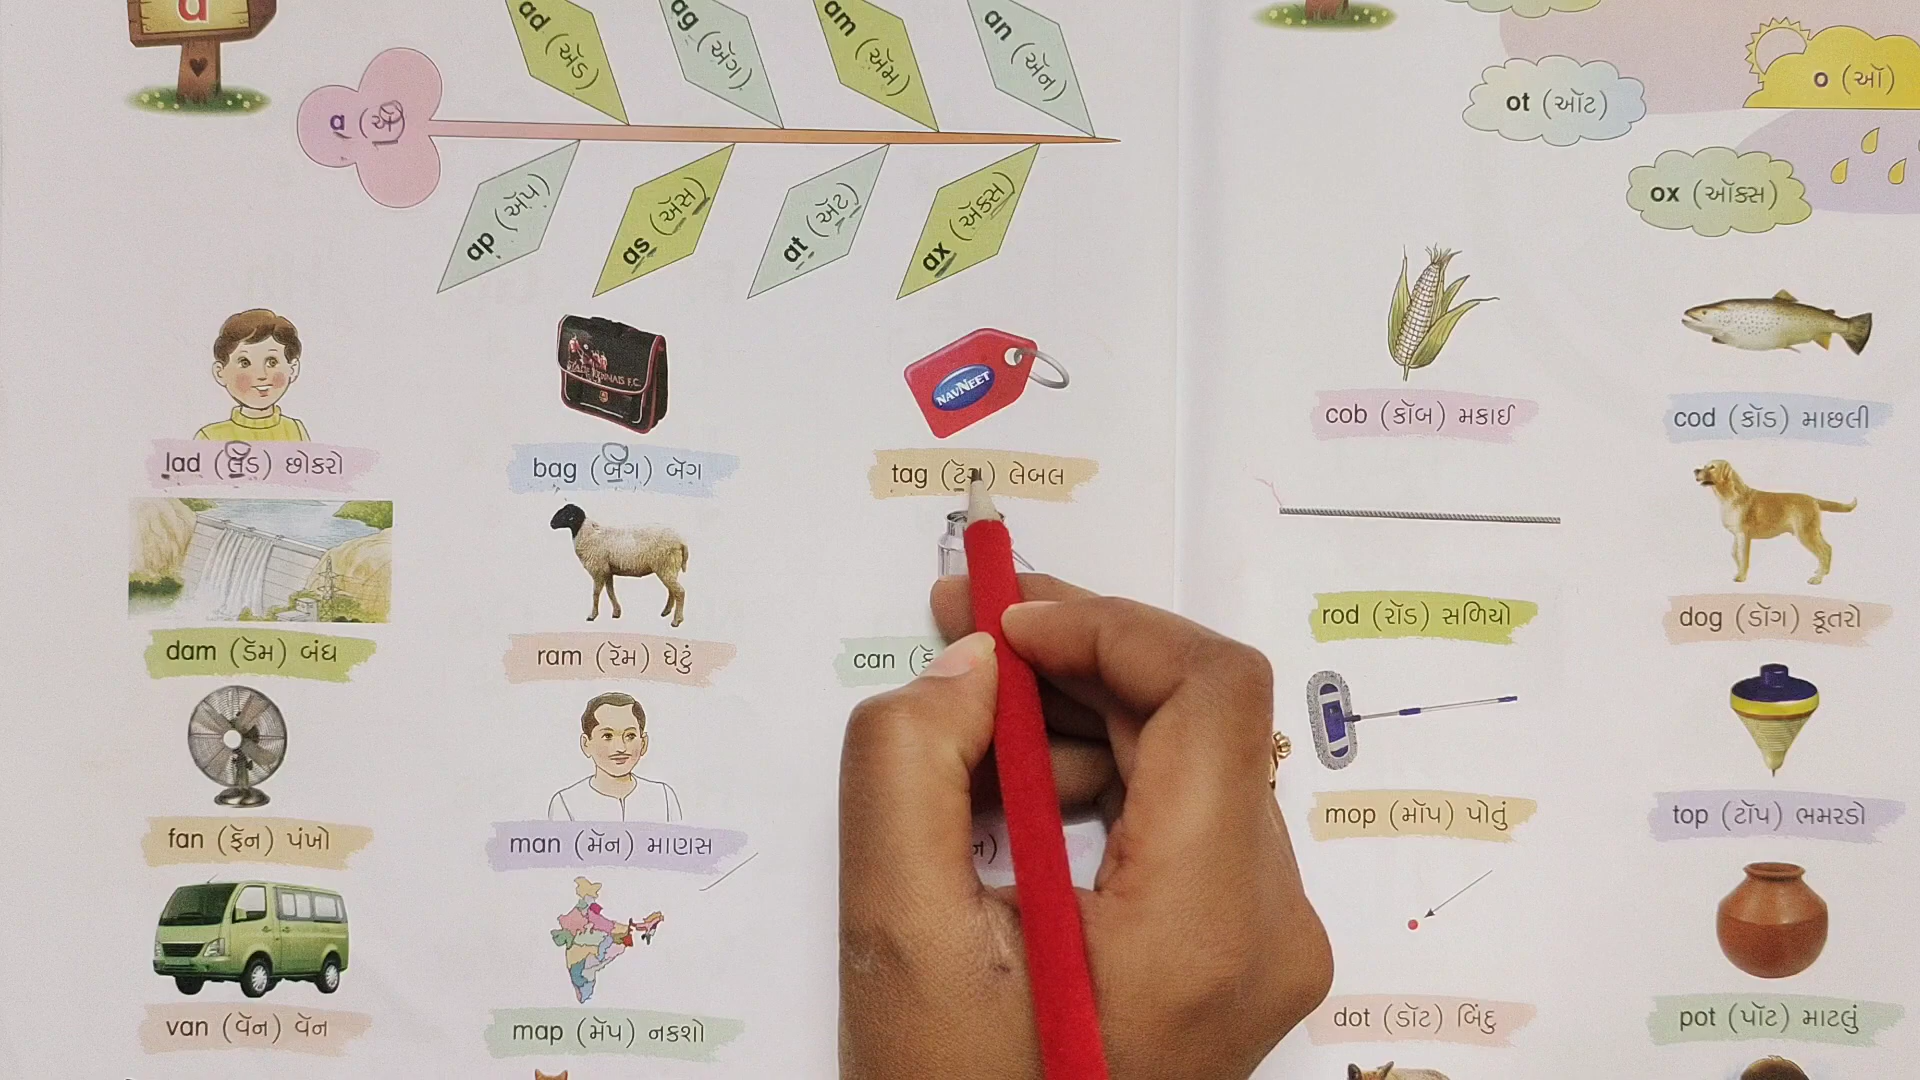 a
ad (ઍડ)
ag (ઍગ)
am (ઍમ)
an (ઍન)
a (ઍ)
ap (ઍપ)
as (ઍસ)
at (ઍટ)
ax (ઍક્સ)
NAVNEET
lad (લૅડ) છોકરો
bag (બૅગ) બૅગ
tag (ટૅગ) લેબલ
dam (ડૅમ) બંધ
ram (રૅમ) ઘેટું
can
fan (ફૅન) પંખો
man (મૅન) માણસ
van (વૅન) વૅન
map (મૅપ) નકશો
o (ઑ)
ot (ઑટ)
ox (ઑક્સ)
cob (કૉબ) મકાઈ
cod (કૉડ) માછલી
rod (રૉડ) સળિયો
dog (ડૉગ) કૂતરો
mop (મૉપ) પોતું
top (ટૉપ) ભમરડો
dot (ડૉટ) બિંદુ
pot (પૉટ) માટલું